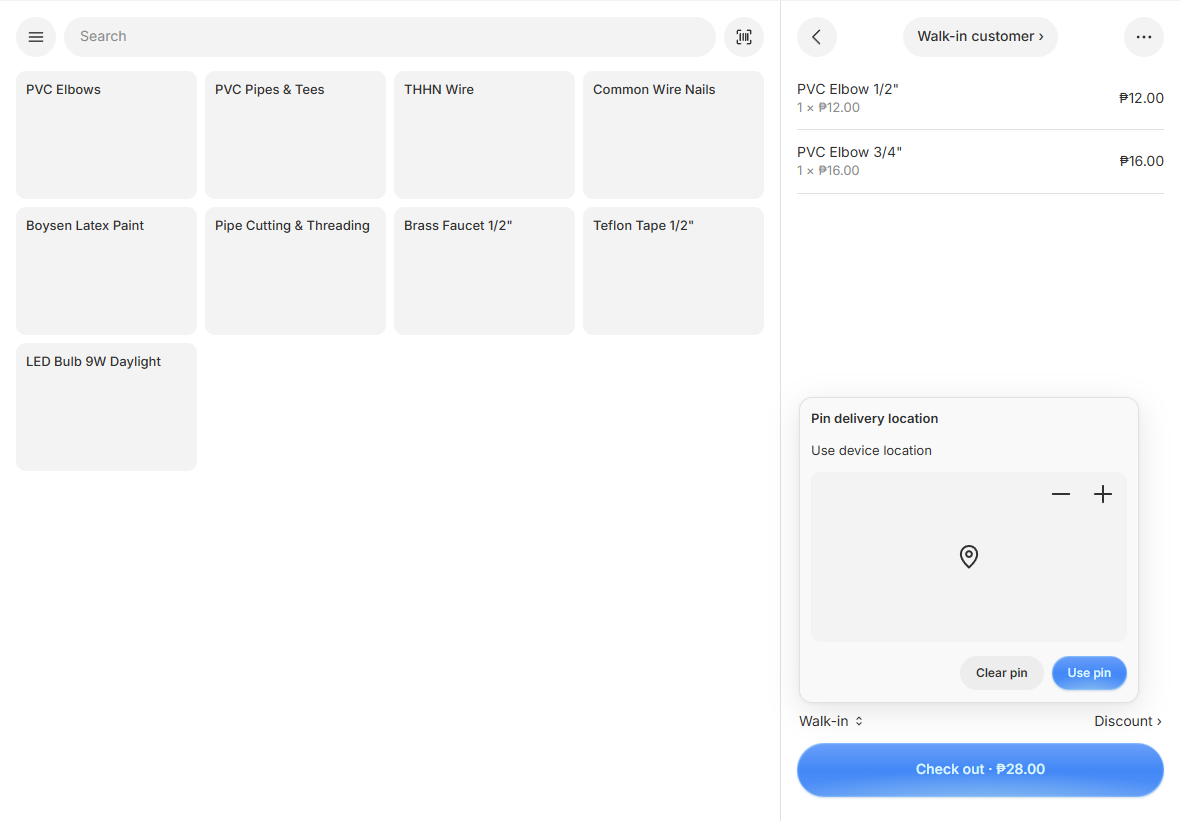 Search
Walk-in customer ›
PVC Elbows
PVC Pipes & Tees
THHN Wire
Common Wire Nails
Boysen Latex Paint
Pipe Cutting & Threading
Brass Faucet 1/2"
Teflon Tape 1/2"
LED Bulb 9W Daylight
PVC Elbow 1/2"
1 × ₱12.00
₱12.00
PVC Elbow 3/4"
1 × ₱16.00
₱16.00
Pin delivery location
Use device location
Clear pin
Use pin
Walk-in
Discount ›
Check out · ₱28.00